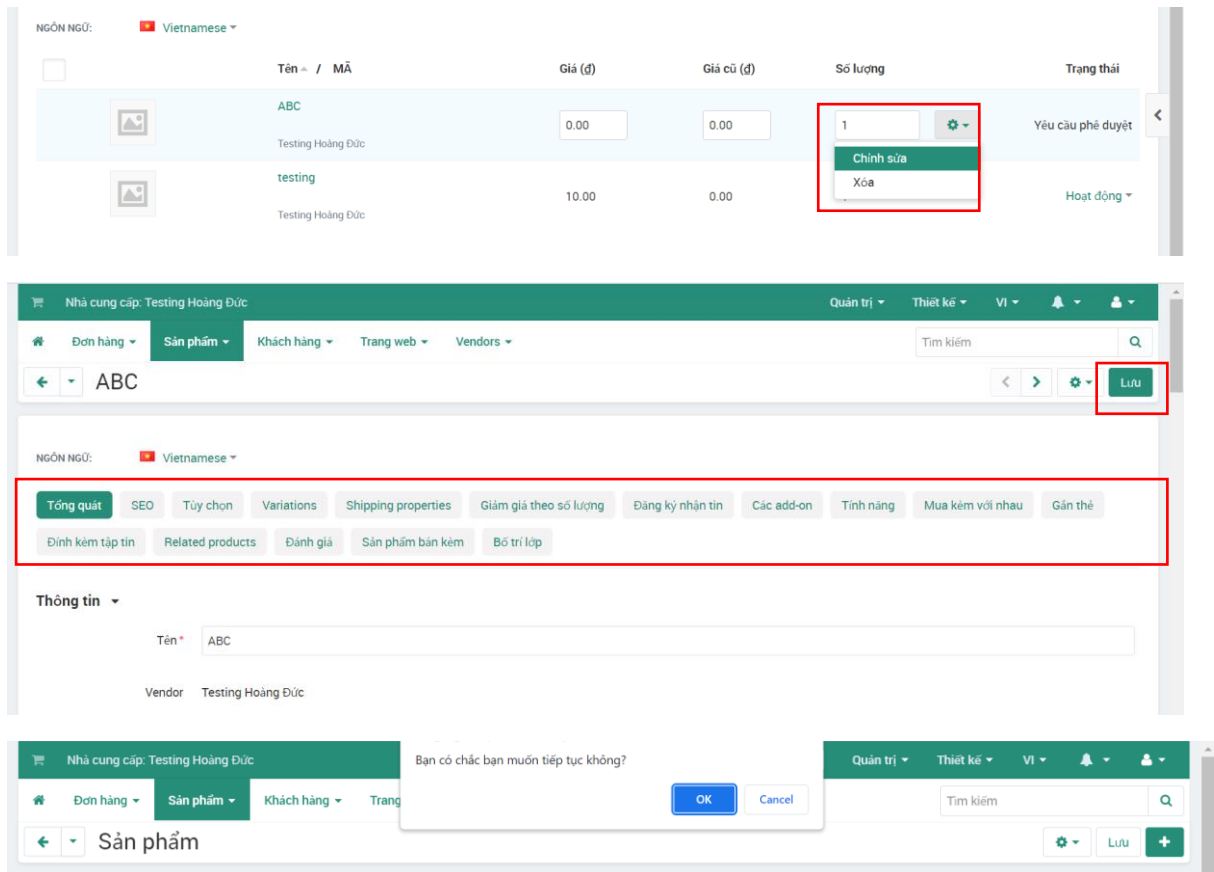 NGÔN NGỮ: Vietnamese
Tên / MÃ Giá (₫) Giá cũ (₫) Số lượng Trạng thái
ABC
0.00 0.00 1 Yêu cầu phê duyệt
Testing Hoàng Đức
Chỉnh sửa
testing
Xóa
10.00 0.00 Hoạt động
Testing Hoàng Đức
Nhà cung cấp: Testing Hoàng Đức Quản trị Thiết kế VI
Đơn hàng Sản phẩm Khách hàng Trang web Vendors Tìm kiếm
ABC Lưu
NGÔN NGỮ: Vietnamese
Tổng quát SEO Tùy chọn Variations Shipping properties Giảm giá theo số lượng Đăng ký nhận tin Các add-on Tính năng Mua kèm với nhau Gắn thẻ
Đính kèm tập tin Related products Đánh giá Sản phẩm bán kèm Bố trí lớp
Thông tin
Tên* ABC
Vendor Testing Hoàng Đức
Nhà cung cấp: Testing Hoàng Đức Bạn có chắc bạn muốn tiếp tục không? Quản trị Thiết kế VI
Đơn hàng Sản phẩm Khách hàng Trang OK Cancel Tìm kiếm
Sản phẩm Lưu